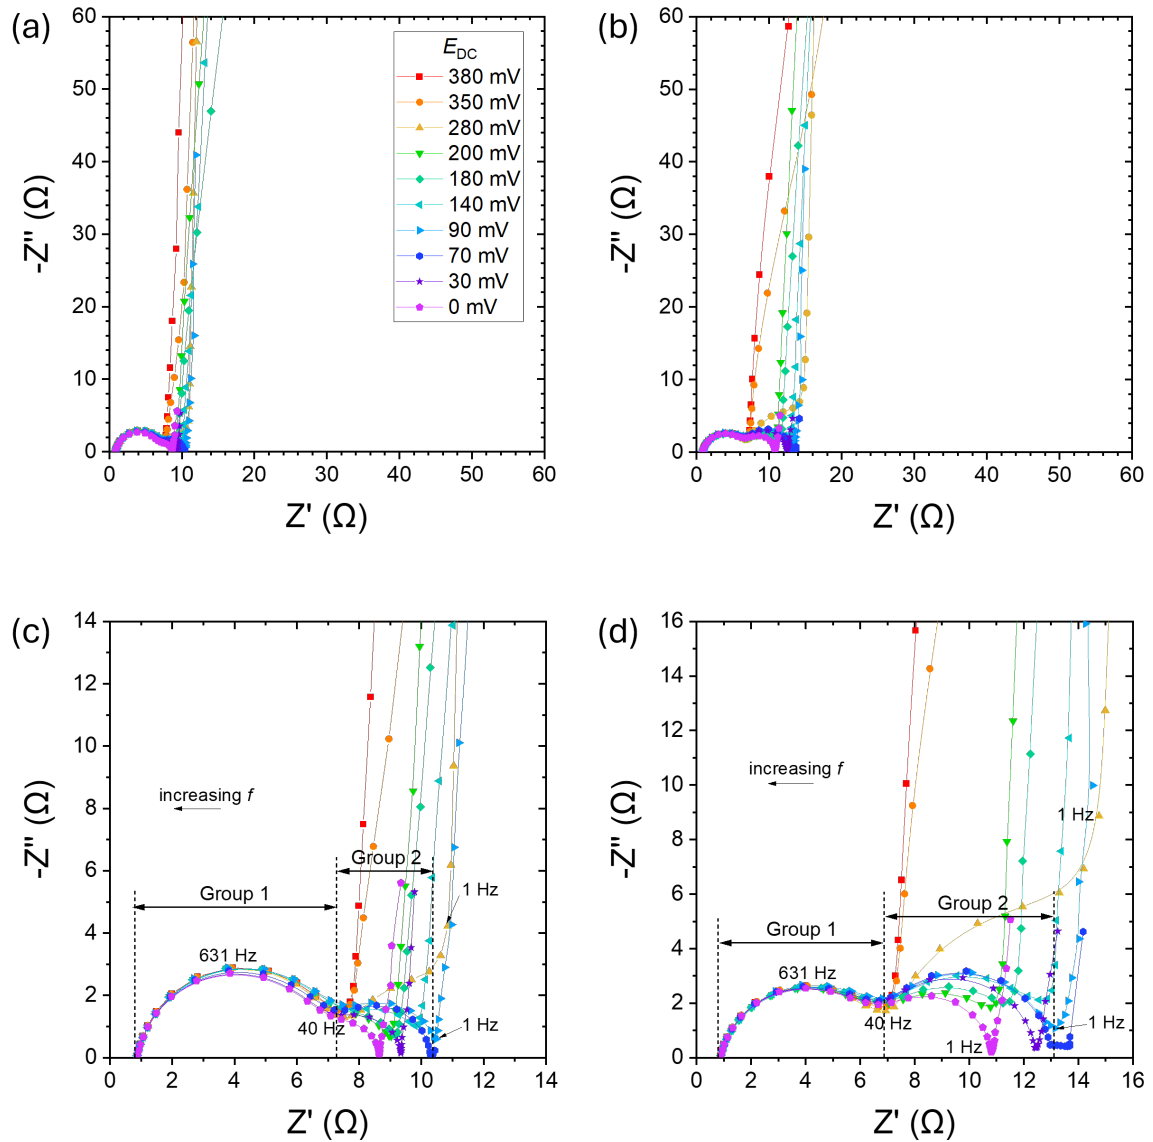 (a)
60
50
40
30
20
10
0
-Z'' (Ω)
0 10 20 30 40 50 60
Z' (Ω)
E_DC
380 mV
350 mV
280 mV
200 mV
180 mV
140 mV
90 mV
70 mV
30 mV
0 mV
(b)
60
50
40
30
20
10
0
-Z'' (Ω)
0 10 20 30 40 50 60
Z' (Ω)
(c)
14
12
10
8
6
4
2
0
-Z'' (Ω)
increasing f
Group 2
Group 1
1 Hz
631 Hz
40 Hz
1 Hz
0 2 4 6 8 10 12 14
Z' (Ω)
(d)
16
14
12
10
8
6
4
2
0
-Z'' (Ω)
increasing f
1 Hz
Group 2
Group 1
631 Hz
40 Hz
1 Hz
1 Hz
0 2 4 6 8 10 12 14 16
Z' (Ω)